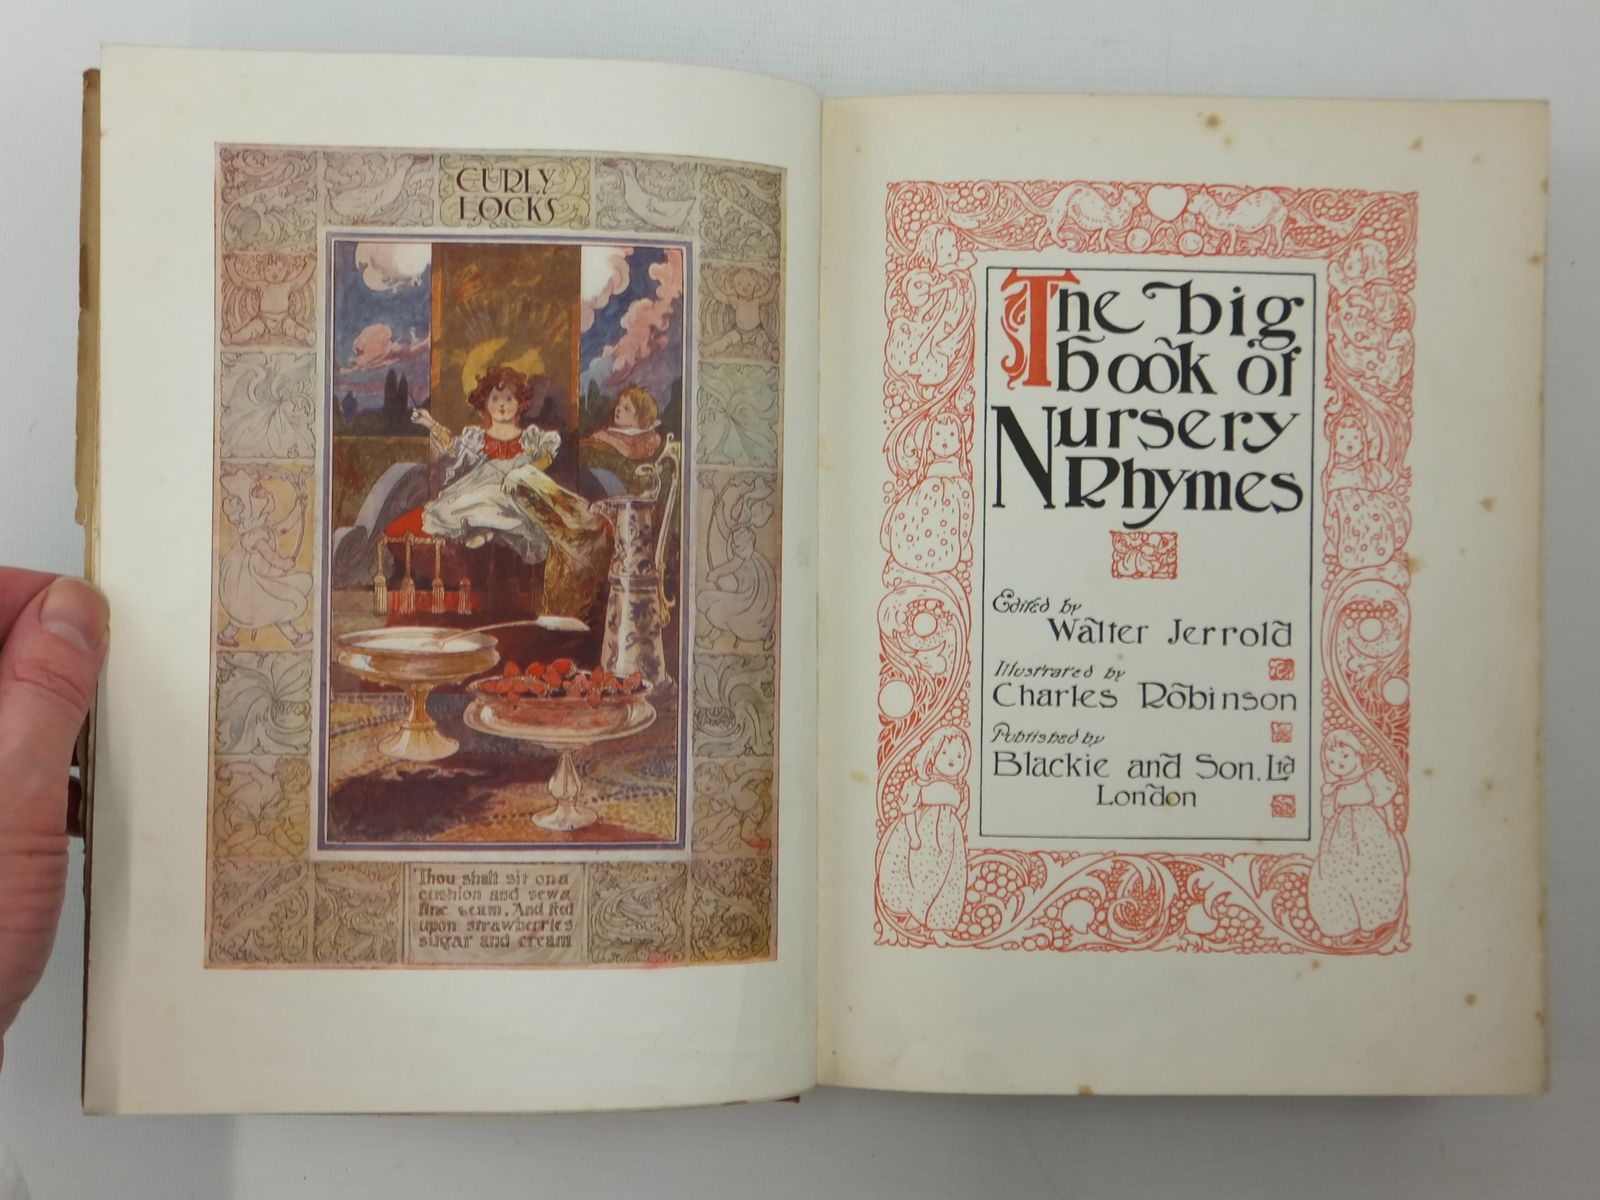 CURLY
LOCKS
Thou shalt sit on a
cushion and sew a
fine seam. And feed
upon strawberries
sugar and cream
The big
book of
Nursery
Rhymes
Edited by
Walter Jerrold
Illustrated by
Charles Robinson
Published by
Blackie and Son. Ltd
London